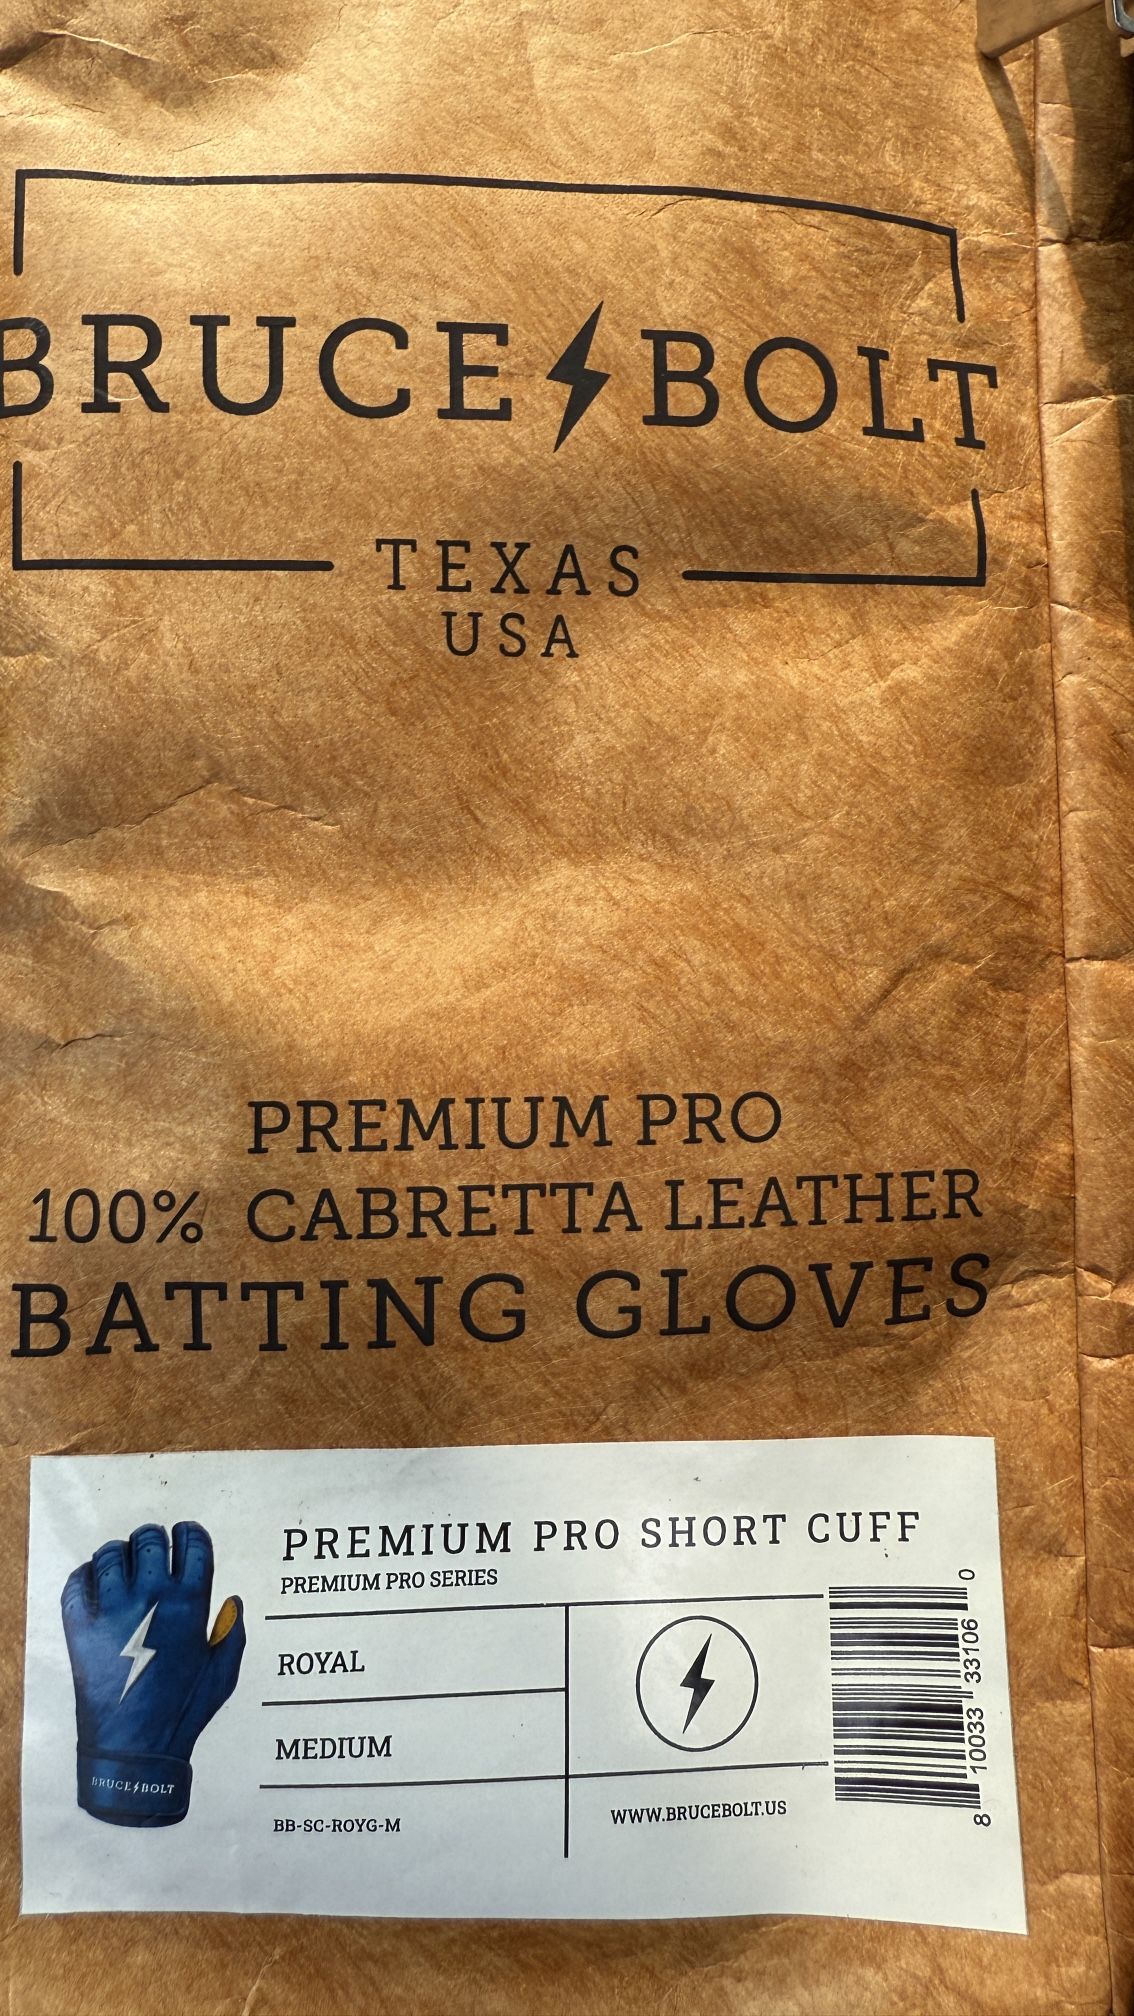 BRUCE BOLT
TEXAS
USA
PREMIUM PRO
100% CABRETTA LEATHER
BATTING GLOVES
PREMIUM PRO SHORT CUFF
PREMIUM PRO SERIES
ROYAL
MEDIUM
BB-SC-ROYG-M
BRUCE BOLT
WWW.BRUCEBOLT.US
8 10033 33106 0